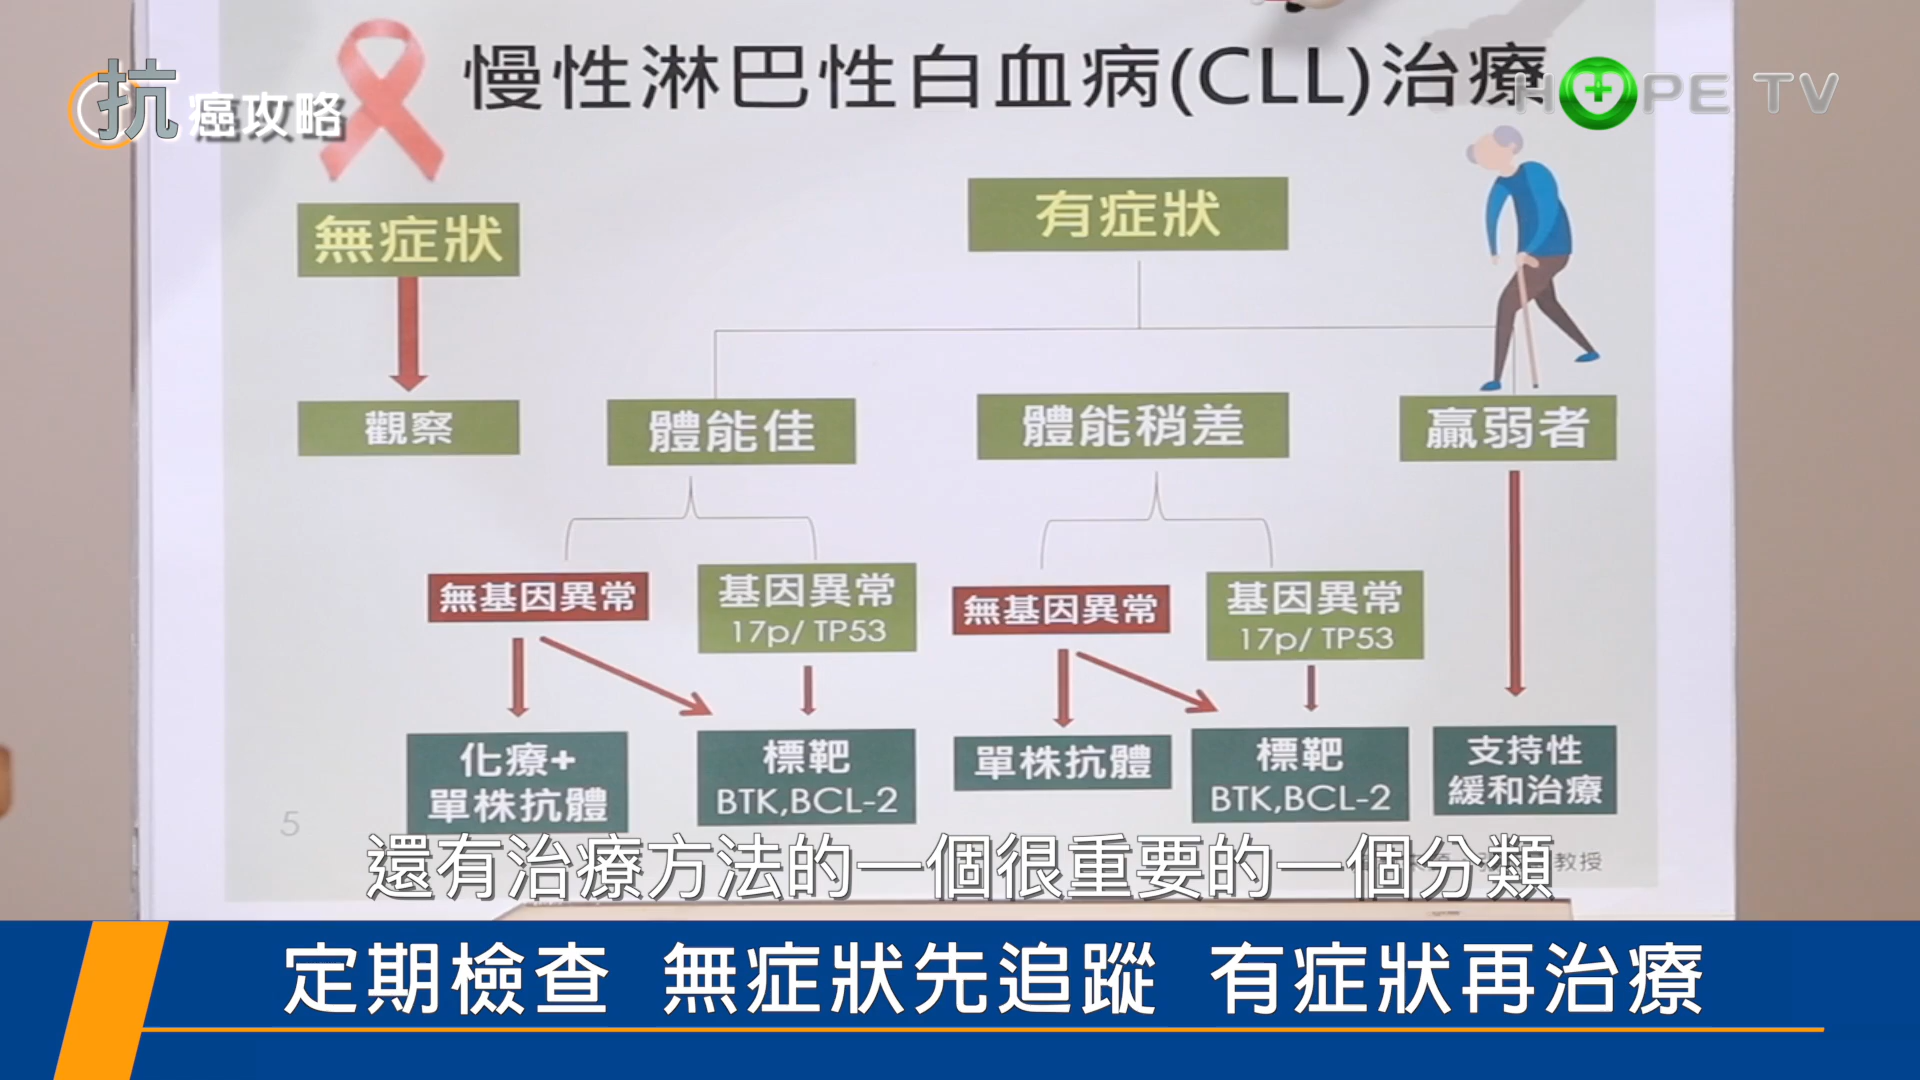 抗癌攻略
慢性淋巴性白血病(CLL)治療
HOPE TV
無症狀
有症狀
觀察
體能佳
體能稍差
羸弱者
無基因異常
基因異常
17p/ TP53
無基因異常
基因異常
17p/ TP53
化療+
單株抗體
標靶
BTK,BCL-2
單株抗體
標靶
BTK,BCL-2
支持性
緩和治療
5
教授
還有治療方法的一個很重要的一個分類
定期檢查 無症狀先追蹤 有症狀再治療